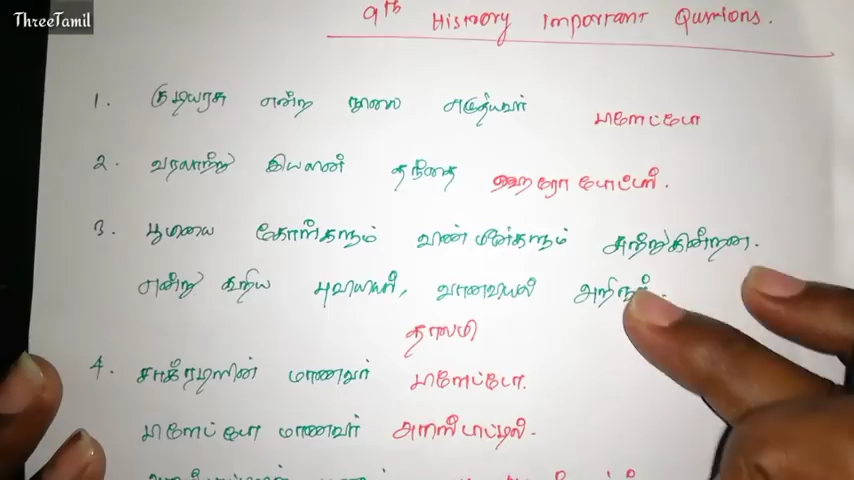 ThreeTamil
9th History Important Questions.
1. குடியரசு என்ற நூலை எழுதியவர் பிளேட்டோ
2. வரலாற்று இயலின் தந்தை ஹெரோடோட்டஸ்.
3. பூமியை கோள்களும் விண்மீன்களும் சுற்றுகின்றன.
என்று கூறிய புவியியல், வானவியல் அறிஞர்.
தாலமி
4. சாக்ரடிஸின் மாணவர் பிளேட்டோ.
பிளேட்டோ மாணவர் அரிஸ்டாட்டில்.